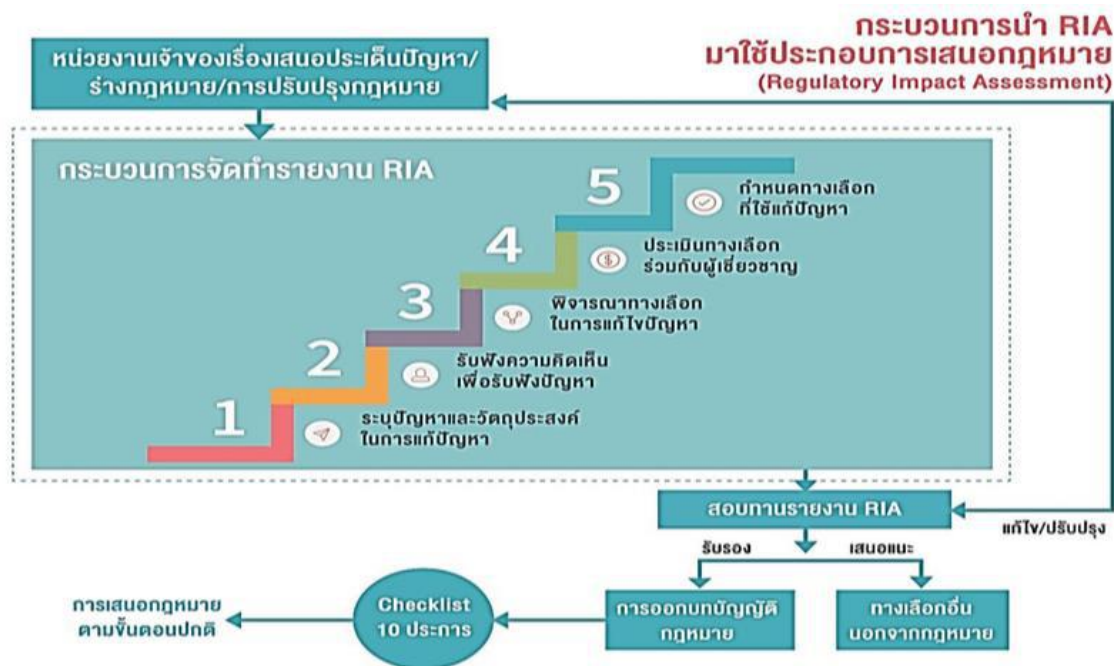 กระบวนการนำ RIA
มาใช้ประกอบการเสนอกฎหมาย
(Regulatory Impact Assessment)
หน่วยงานเจ้าของเรื่องเสนอประเด็นปัญหา/
ร่างกฎหมาย/การปรับปรุงกฎหมาย
กระบวนการจัดทำรายงาน RIA
5
กำหนดทางเลือก
ที่ใช้แก้ปัญหา
4
ประเมินทางเลือก
ร่วมกับผู้เชี่ยวชาญ
3
พิจารณาทางเลือก
ในการแก้ไขปัญหา
2
รับฟังความคิดเห็น
เพื่อรับฟังปัญหา
1
ระบุปัญหาและวัตถุประสงค์
ในการแก้ปัญหา
สอบทานรายงาน RIA
แก้ไข/ปรับปรุง
รับรอง
เสนอแนะ
การออกบทบัญญัติ
กฎหมาย
ทางเลือกอื่น
นอกจากกฎหมาย
Checklist
10 ประการ
การเสนอกฎหมาย
ตามขั้นตอนปกติ